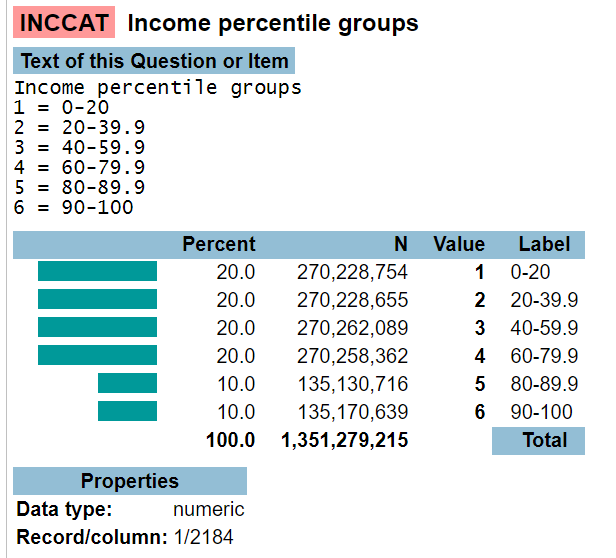 INCCAT Income percentile groups
Text of this Question or Item
Income percentile groups
1 = 0-20
2 = 20-39.9
3 = 40-59.9
4 = 60-79.9
5 = 80-89.9
6 = 90-100
Percent N Value Label
20.0 270,228,754 1 0-20
20.0 270,228,655 2 20-39.9
20.0 270,262,089 3 40-59.9
20.0 270,258,362 4 60-79.9
10.0 135,130,716 5 80-89.9
10.0 135,170,639 6 90-100
100.0 1,351,279,215 Total
Properties
Data type: numeric
Record/column: 1/2184